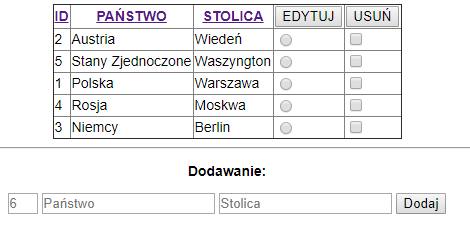 ID PAŃSTWO STOLICA EDYTUJ USUŃ
2 Austria Wiedeń
5 Stany Zjednoczone Waszyngton
1 Polska Warszawa
4 Rosja Moskwa
3 Niemcy Berlin
Dodawanie:
6 Państwo Stolica Dodaj